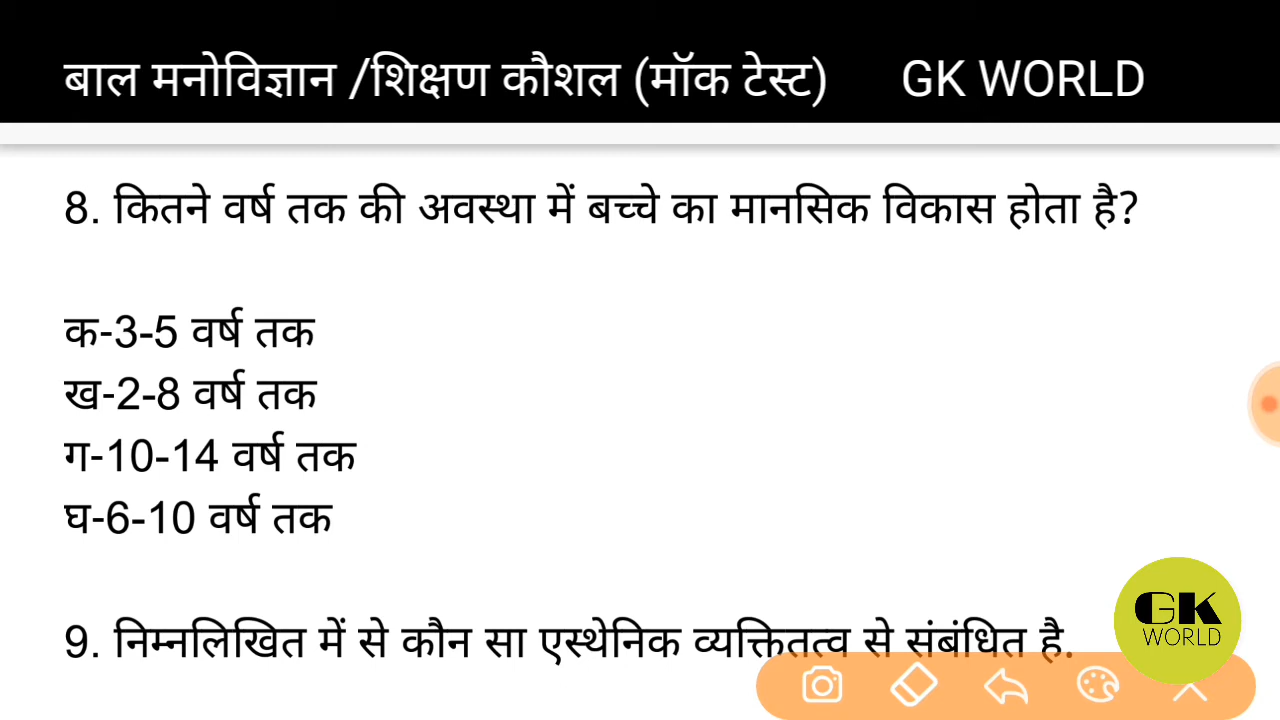 बाल मनोविज्ञान /शिक्षण कौशल (मॉक टेस्ट) GK WORLD
8. कितने वर्ष तक की अवस्था में बच्चे का मानसिक विकास होता है?
क-3-5 वर्ष तक
ख-2-8 वर्ष तक
ग-10-14 वर्ष तक
घ-6-10 वर्ष तक
9. निम्नलिखित में से कौन सा एस्थेनिक व्यक्तितत्व से संबंधित है.
GK
WORLD